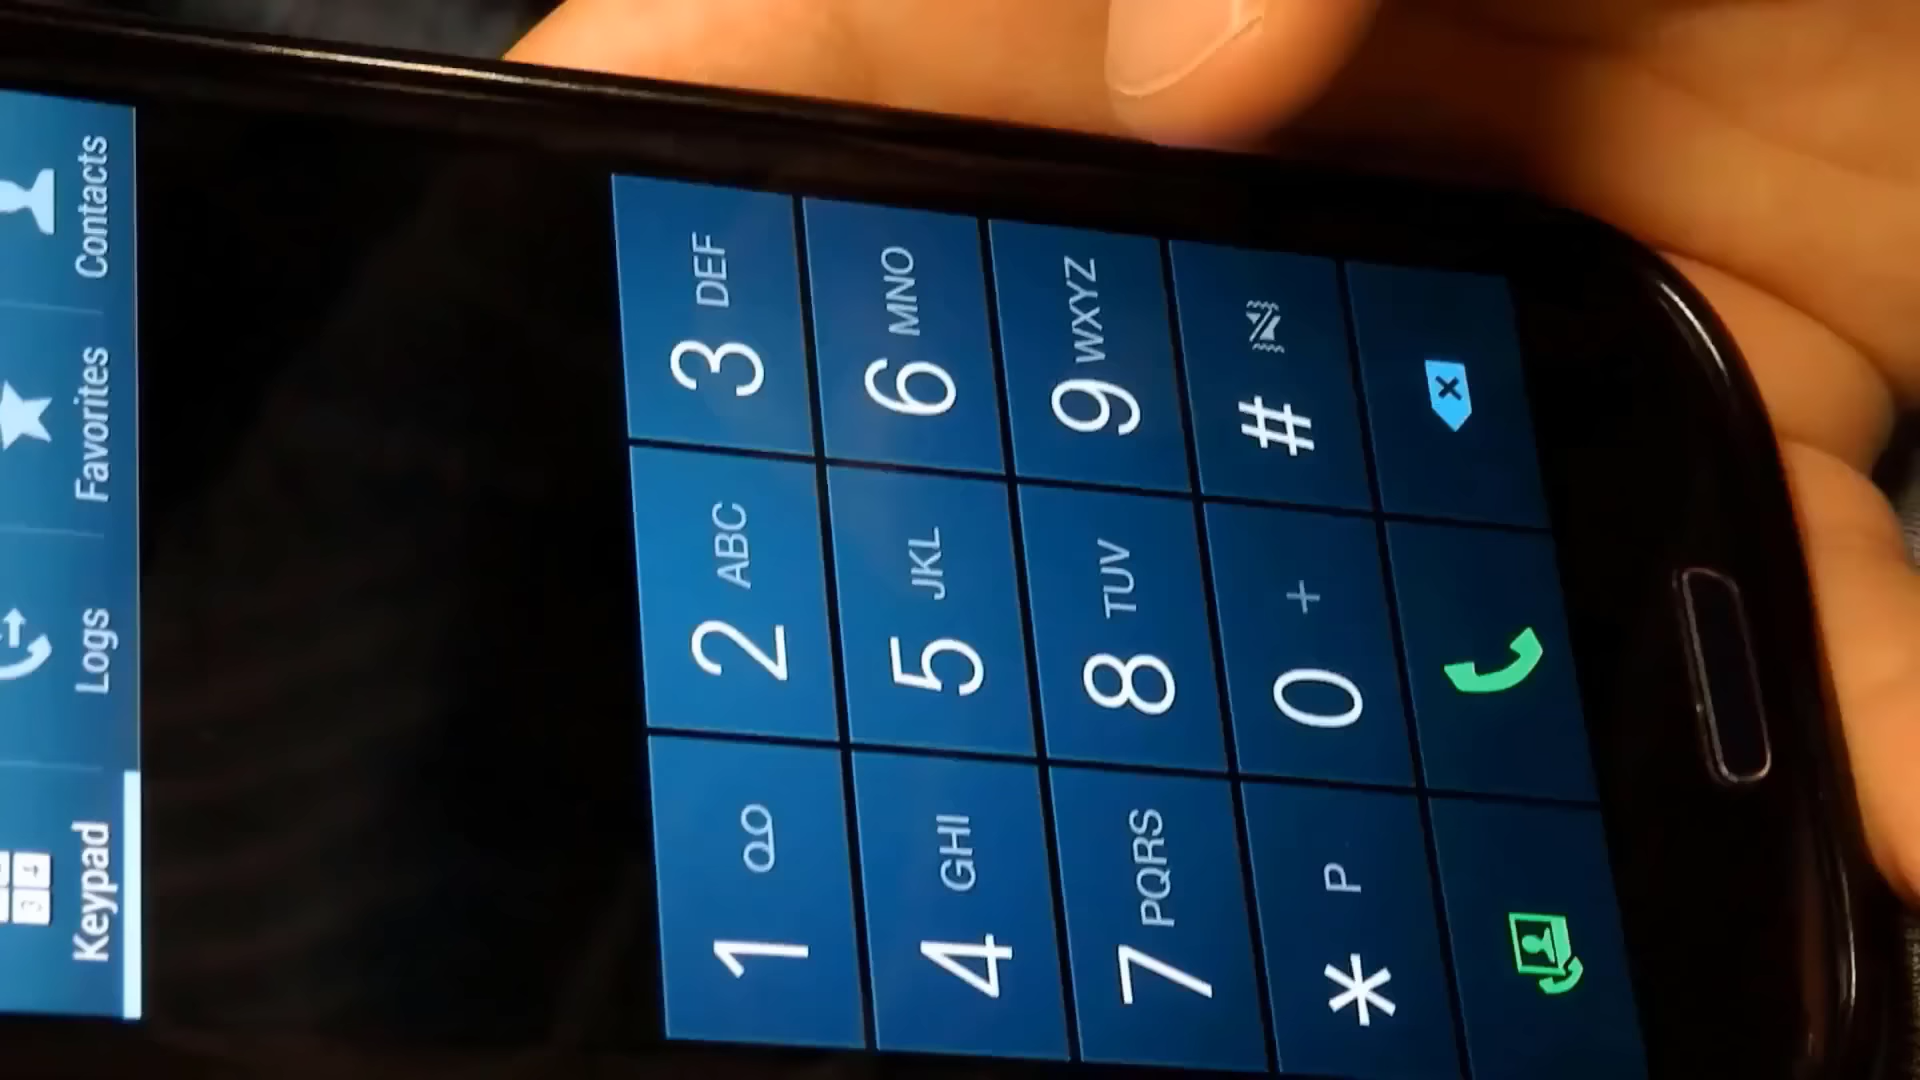 Keypad
Logs
Favorites
Contacts
1
2 ABC
3 DEF
4 GHI
5 JKL
6 MNO
7 PQRS
8 TUV
9 WXYZ
* P
0 +
#